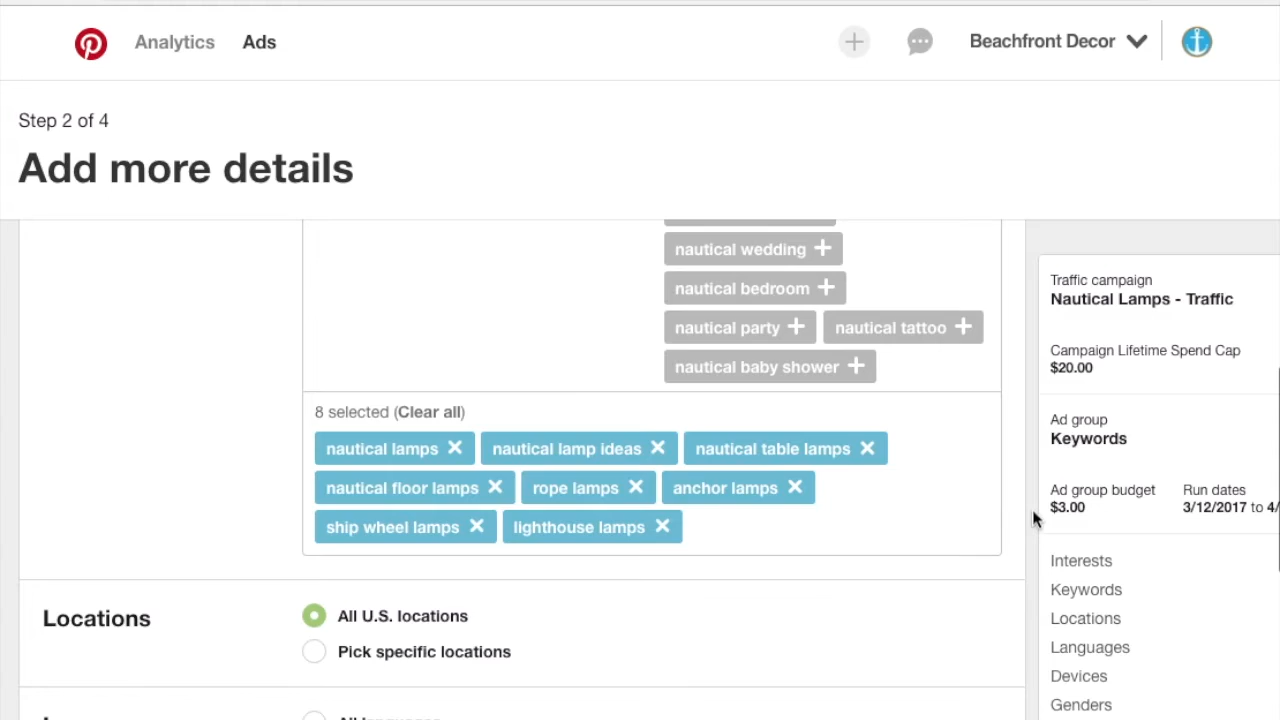 Analytics Ads Beachfront Decor
Step 2 of 4
Add more details
nautical wedding +
nautical bedroom +
nautical party + nautical tattoo +
nautical baby shower +
8 selected (Clear all)
nautical lamps × nautical lamp ideas × nautical table lamps ×
nautical floor lamps × rope lamps × anchor lamps ×
ship wheel lamps × lighthouse lamps ×
Locations
All U.S. locations
Pick specific locations
Traffic campaign
Nautical Lamps - Traffic
Campaign Lifetime Spend Cap
$20.00
Ad group
Keywords
Ad group budget Run dates
$3.00 3/12/2017 to 4/
Interests
Keywords
Locations
Languages
Devices
Genders